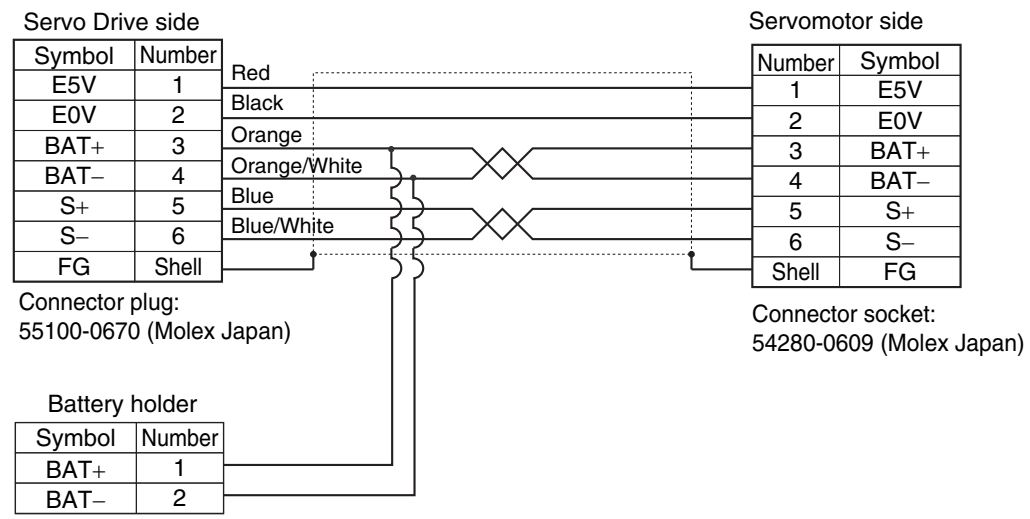 Servo Drive side
Servomotor side
Symbol Number
Number Symbol
E5V 1 Red
1 E5V
E0V 2 Black
2 E0V
BAT+ 3 Orange
3 BAT+
BAT− 4 Orange/White
4 BAT−
S+ 5 Blue
5 S+
S− 6 Blue/White
6 S−
FG Shell
Shell FG
Connector plug:
55100-0670 (Molex Japan)
Connector socket:
54280-0609 (Molex Japan)
Battery holder
Symbol Number
BAT+ 1
BAT− 2